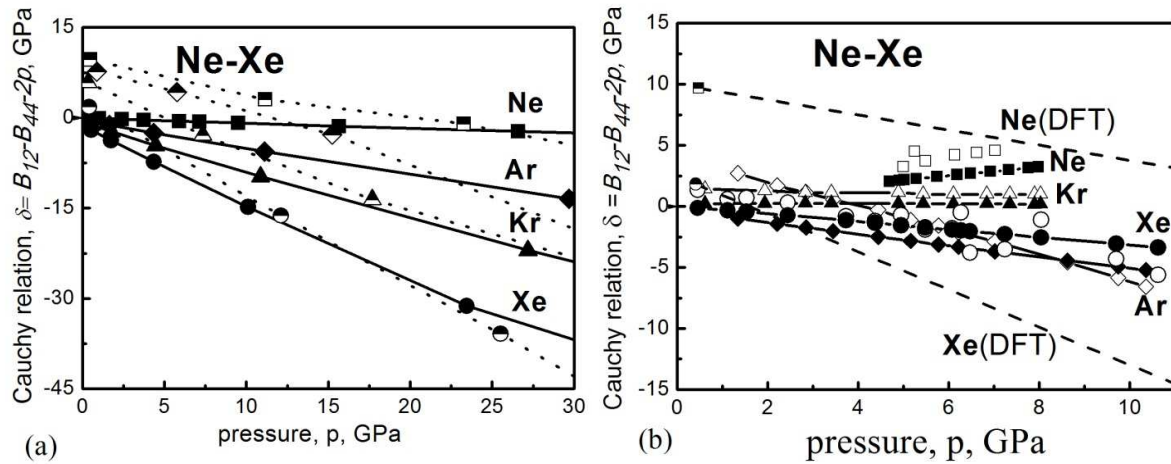 Cauchy relation, δ= B12-B44-2p, GPa
15
0
-15
-30
-45
Ne-Xe
Ne
Ar
Kr
Xe
0 5 10 15 20 25 30
pressure, p, GPa
(a)
Cauchy relation, δ = B12-B44-2p, GPa
15
10
5
0
-5
-10
-15
Ne-Xe
Ne(DFT)
Ne
Kr
Xe
Ar
Xe(DFT)
0 2 4 6 8 10
pressure, p, GPa
(b)